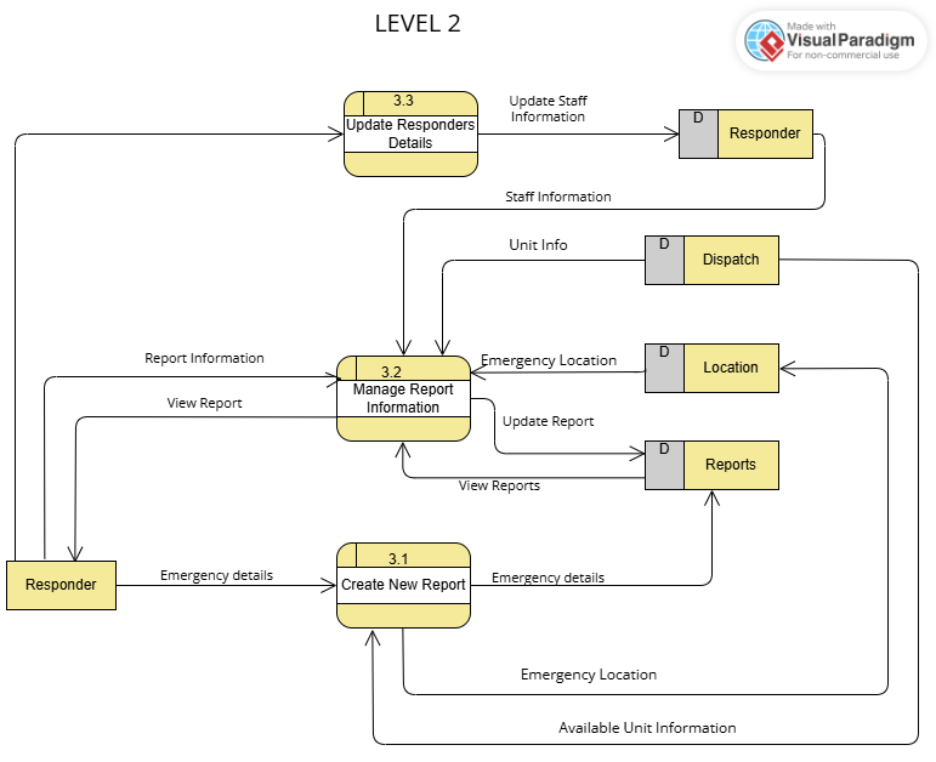 LEVEL 2
Made with
VisualParadigm
For non-commercial use
3.3
Update Responders
Details
Update Staff
Information
D
Responder
Staff Information
Unit Info
D
Dispatch
Report Information
3.2
Manage Report
Information
Emergency Location
D
Location
View Report
Update Report
D
Reports
View Reports
Responder
Emergency details
3.1
Create New Report
Emergency details
Emergency Location
Available Unit Information